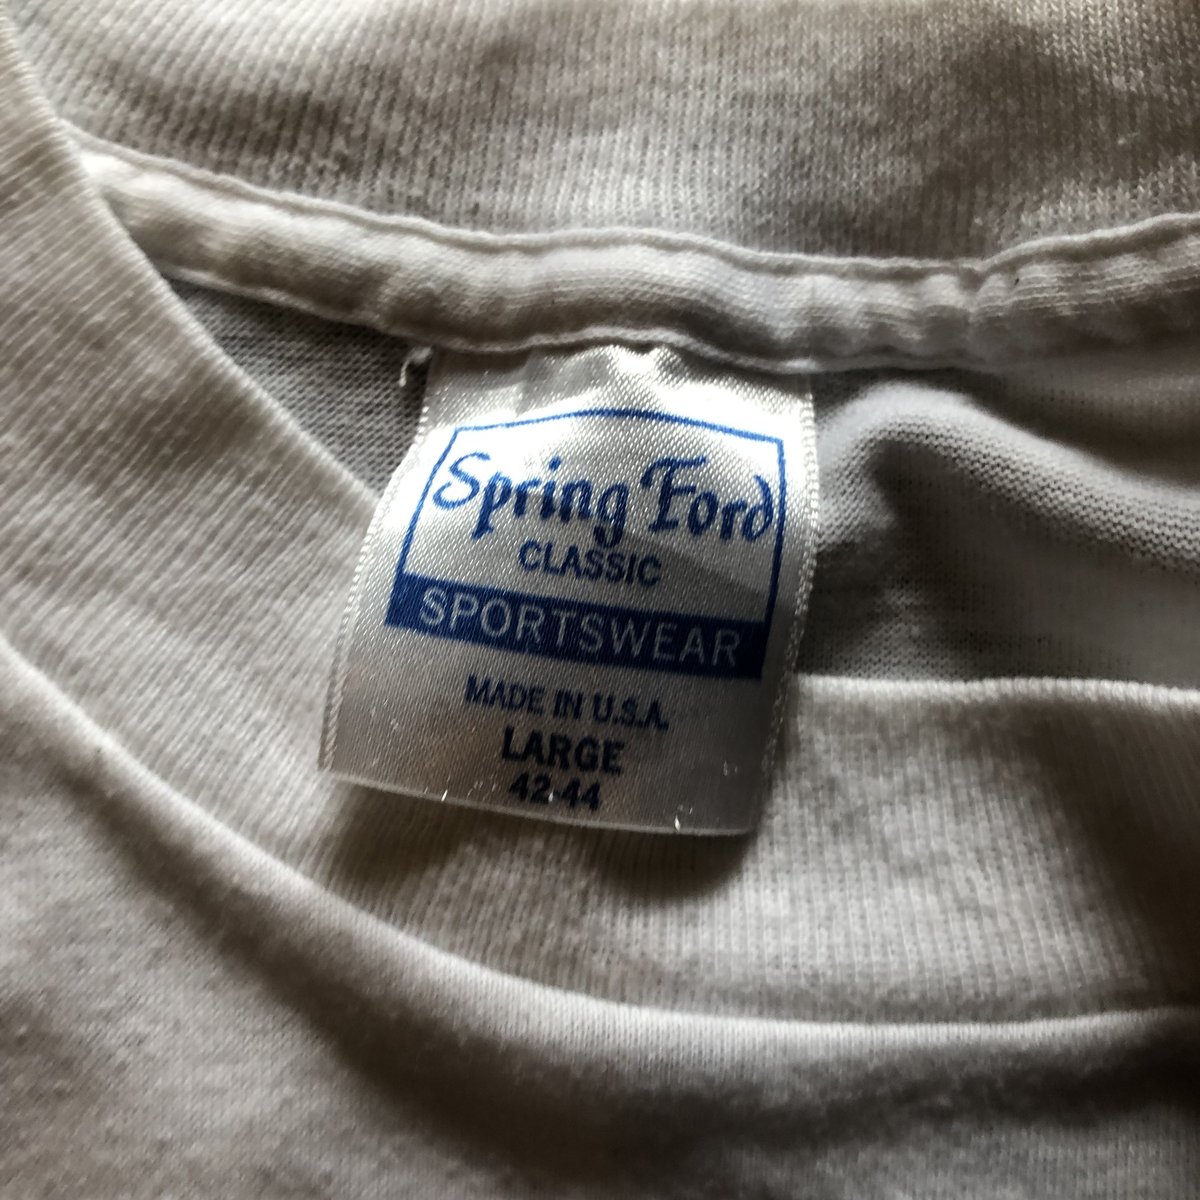 Spring Ford
CLASSIC
SPORTSWEAR
MADE IN U.S.A.
LARGE
42-44